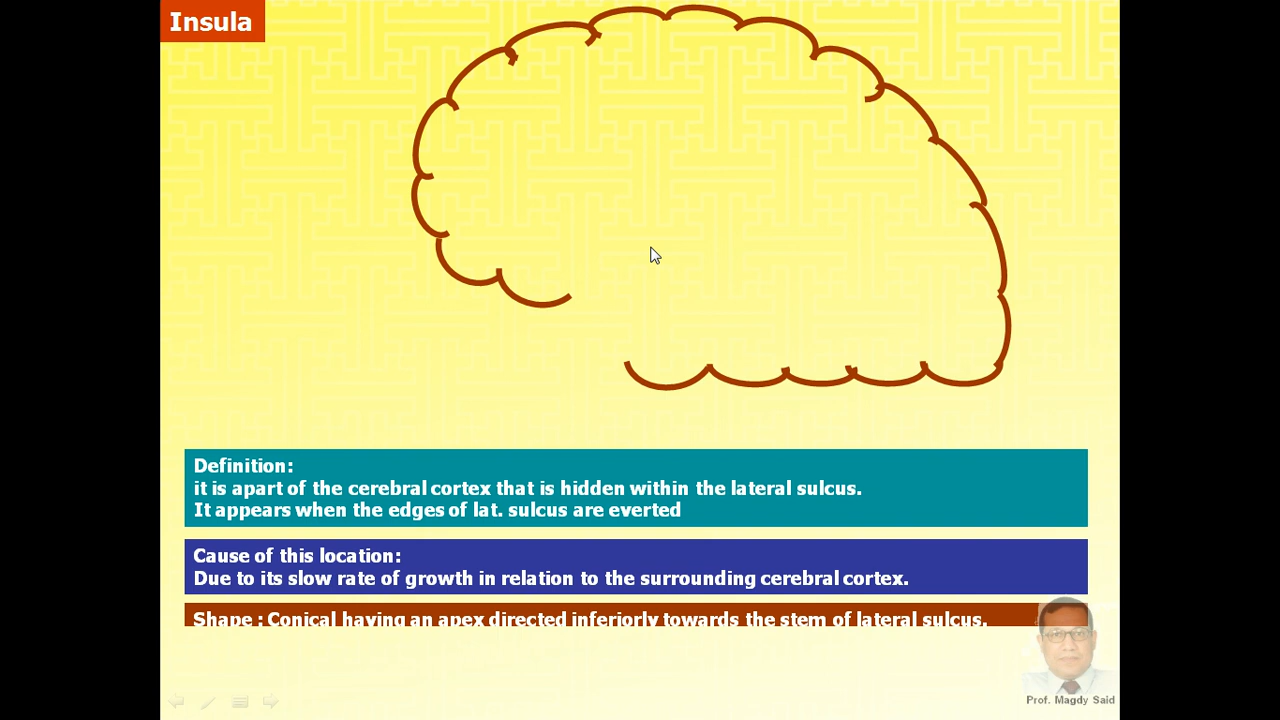 Insula
Definition:
it is apart of the cerebral cortex that is hidden within the lateral sulcus.
It appears when the edges of lat. sulcus are everted
Cause of this location:
Due to its slow rate of growth in relation to the surrounding cerebral cortex.
Shape : Conical having an apex directed inferiorly towards the stem of lateral sulcus.
Prof. Magdy Said